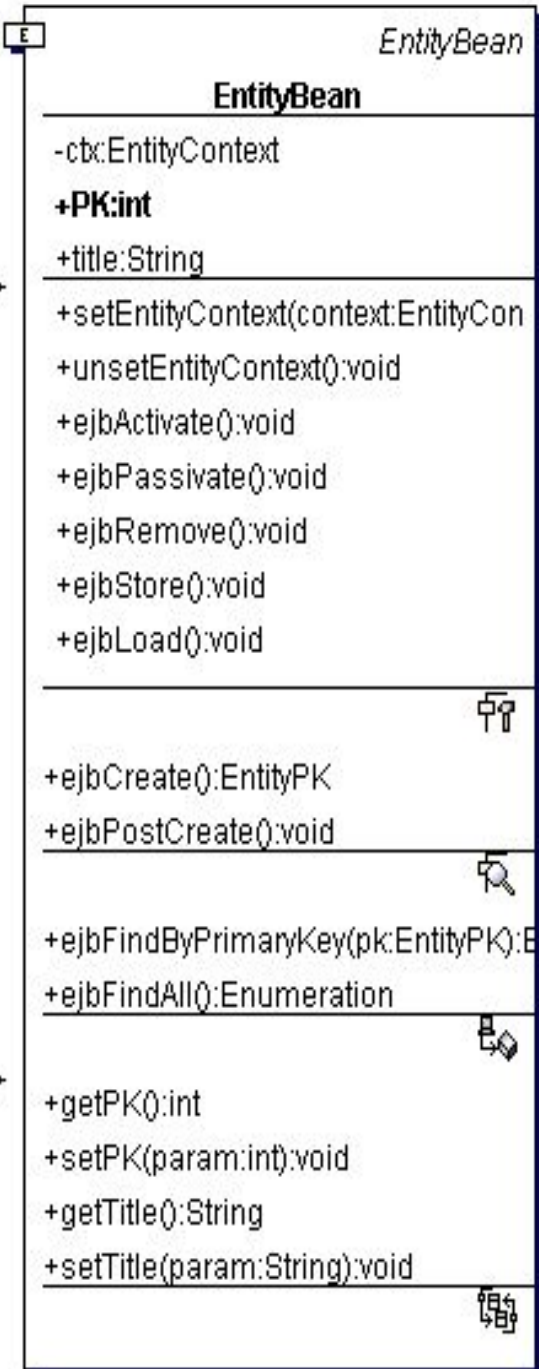 E
EntityBean
EntityBean
-ctx:EntityContext
+PK:int
+title:String
+setEntityContext(context:EntityCon
+unsetEntityContext():void
+ejbActivate():void
+ejbPassivate():void
+ejbRemove():void
+ejbStore():void
+ejbLoad():void
+ejbCreate():EntityPK
+ejbPostCreate():void
+ejbFindByPrimaryKey(pk:EntityPK):E
+ejbFindAll():Enumeration
+getPK():int
+setPK(param:int):void
+getTitle():String
+setTitle(param:String):void